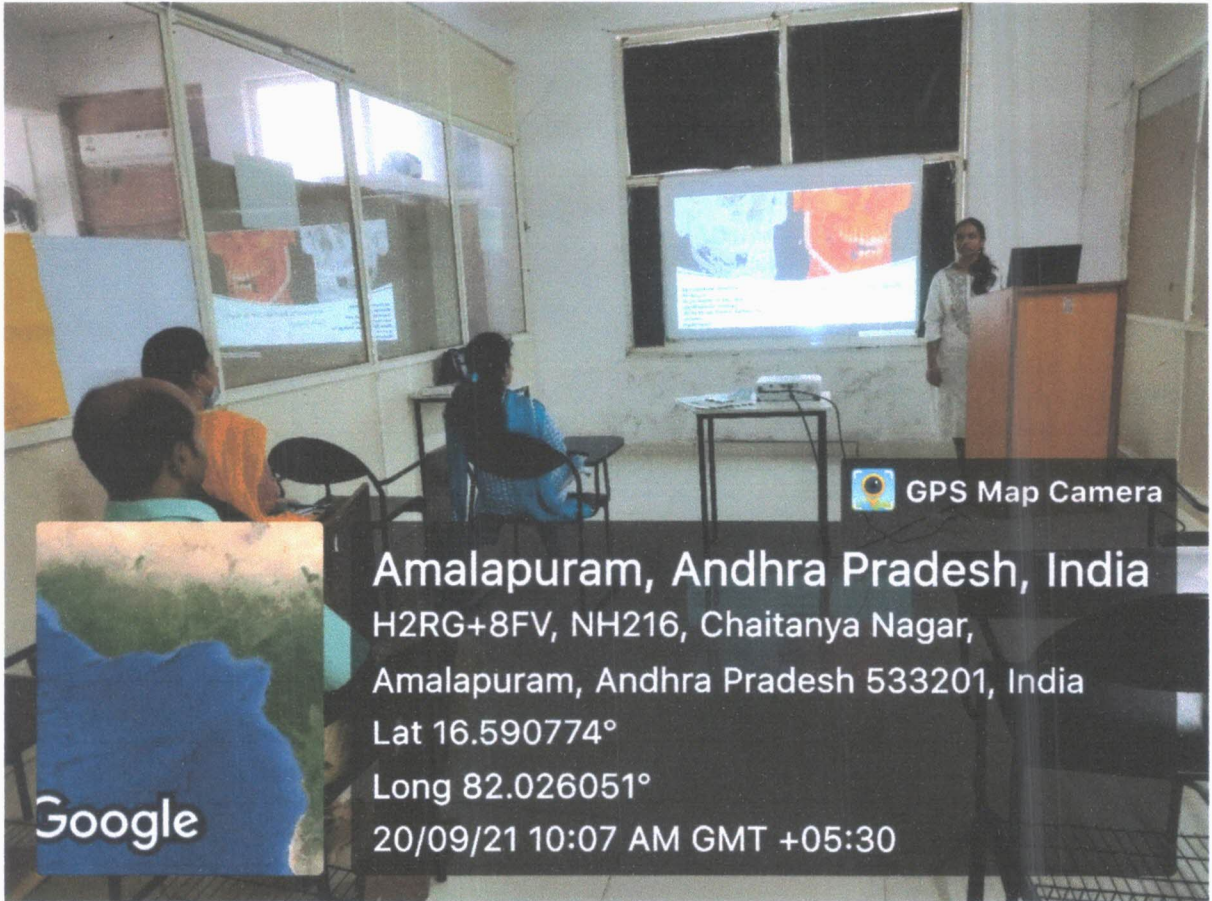 GPS Map Camera
Amalapuram, Andhra Pradesh, India
H2RG+8FV, NH216, Chaitanya Nagar,
Amalapuram, Andhra Pradesh 533201, India
Lat 16.590774°
Long 82.026051°
20/09/21 10:07 AM GMT +05:30
Google